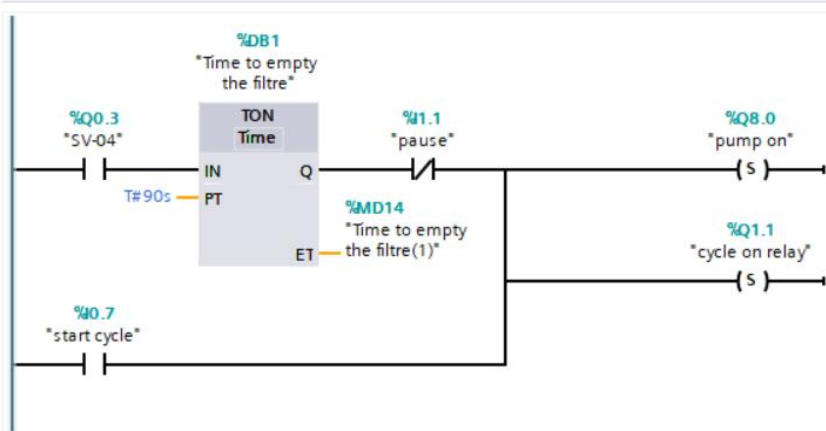 %DB1
"Time to empty
the filtre"
%Q0.3
"SV-04"
TON
Time
%I1.1
"pause"
%Q8.0
"pump on"
IN
Q
S
T#90s
PT
%MD14
"Time to empty
the filtre(1)"
ET
%Q1.1
"cycle on relay"
S
%I0.7
"start cycle"